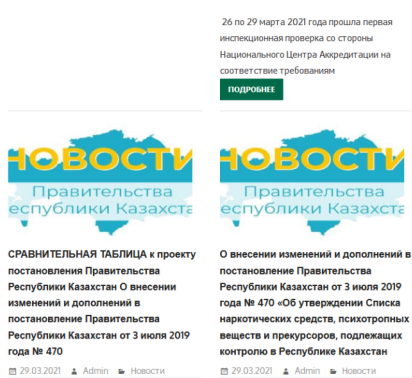 26 по 29 марта 2021 года прошла первая
инспекционная проверка со стороны
Национального Центра Аккредитации на
соответствие требованиям
ПОДРОБНЕЕ
НОВОСТИ
Правительства
еспублики Казахста
СРАВНИТЕЛЬНАЯ ТАБЛИЦА к проекту
постановления Правительства
Республики Казахстан О внесении
изменений и дополнений в
постановление Правительства
Республики Казахстан от 3 июля 2019
года № 470
29.03.2021 Admin Новости
НОВОСТИ
Правительства
еспублики Казахста
О внесении изменений и дополнений в
постановление Правительства
Республики Казахстан от 3 июля 2019
года № 470 «Об утверждении Списка
наркотических средств, психотропных
веществ и прекурсоров, подлежащих
контролю в Республике Казахстан
29.03.2021 Admin Новости